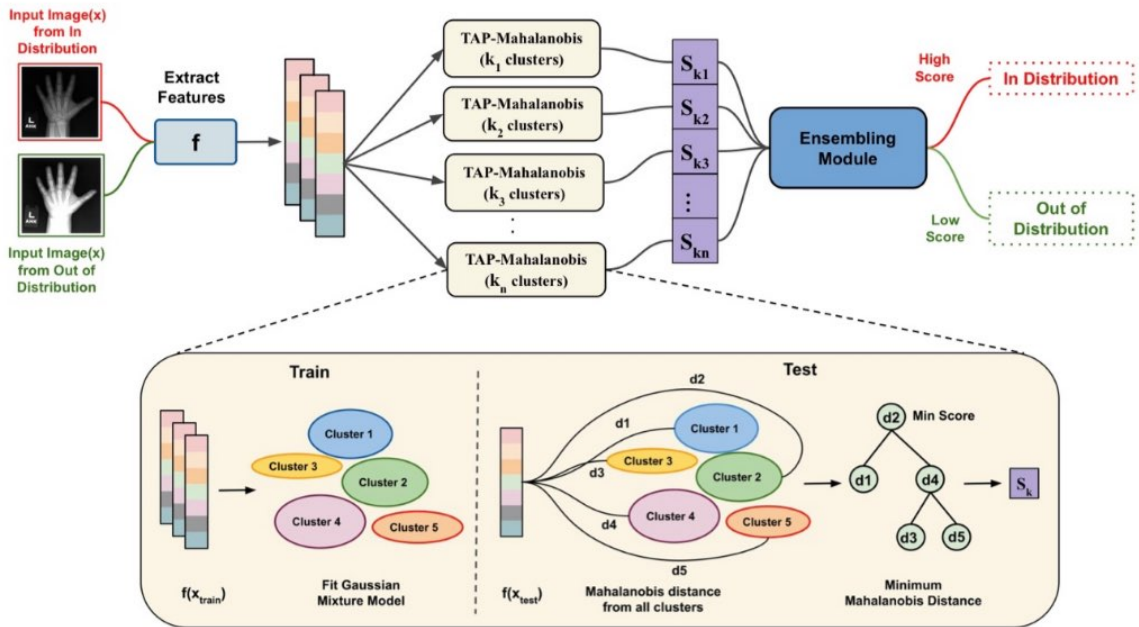 Input Image(x)
from In
Distribution
L
Extract
Features
f
Input Image(x)
from Out of
Distribution
L
TAP-Mahalanobis
(k1 clusters)
TAP-Mahalanobis
(k2 clusters)
TAP-Mahalanobis
(k3 clusters)
.
TAP-Mahalanobis
(kn clusters)
Sk1
Sk2
Sk3
⋮
Skn
Ensembling
Module
High
Score
In Distribution
Low
Score
Out of
Distribution
Train
Cluster 1
Cluster 3
Cluster 2
Cluster 4
Cluster 5
f(xtrain)
Fit Gaussian
Mixture Model
Test
d2
d1
d3
d4
d5
Cluster 1
Cluster 3
Cluster 2
Cluster 4
Cluster 5
f(xtest)
Mahalanobis distance
from all clusters
d2 Min Score
d1 d4
d3 d5
Minimum
Mahalanobis Distance
Sk